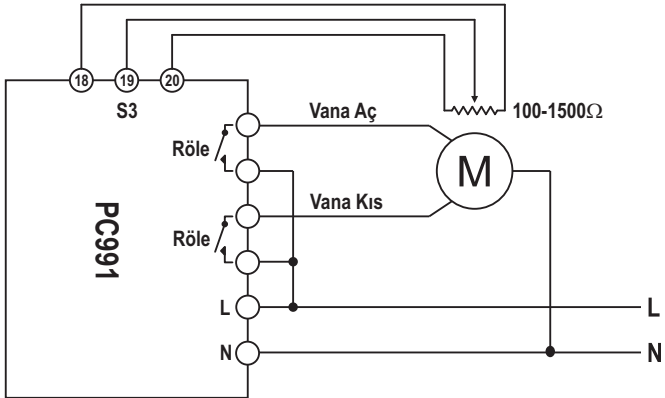 18 19 20
S3
100-1500Ω
Vana Aç
Röle
M
Vana Kıs
Röle
PC991
L L
N N